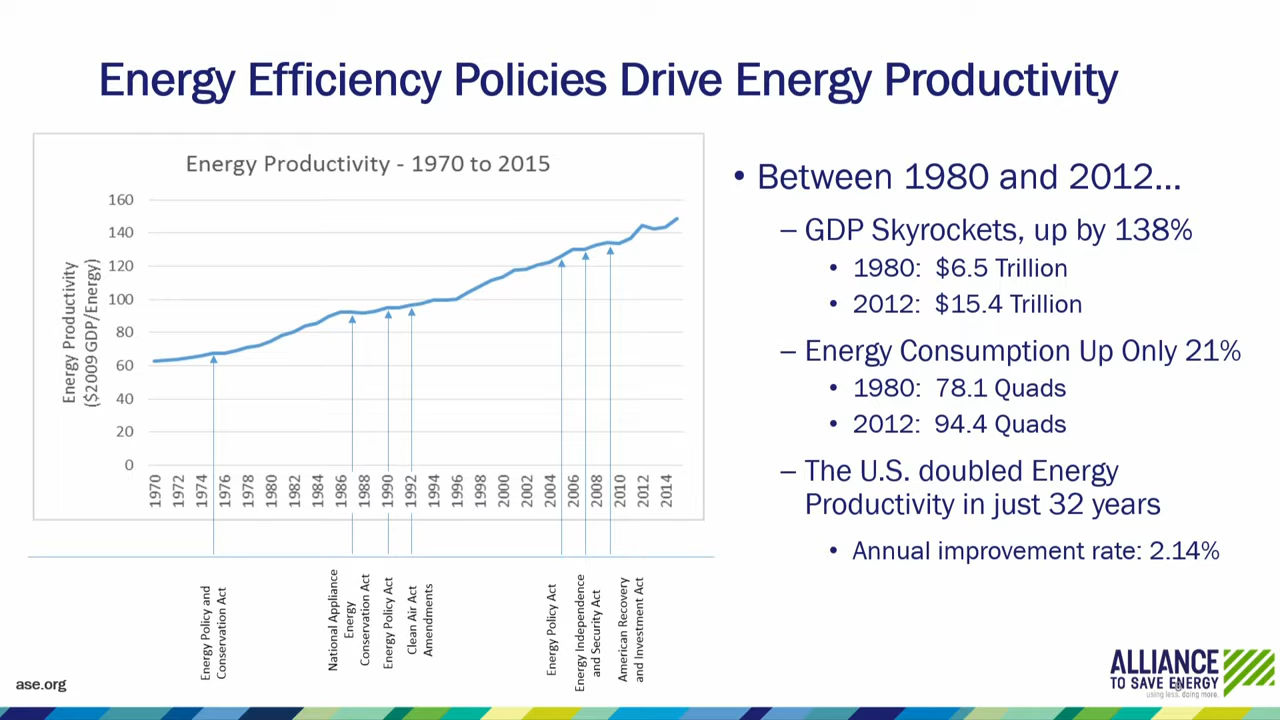 Energy Efficiency Policies Drive Energy Productivity
Energy Productivity - 1970 to 2015
Energy Productivity
($2009 GDP/Energy)
160
140
120
100
80
60
40
20
0
1970
1972
1974
1976
1978
1980
1982
1984
1986
1988
1990
1992
1994
1996
1998
2000
2002
2004
2006
2008
2010
2012
2014
Energy Policy and
Conservation Act
National Appliance
Energy
Conservation Act
Energy Policy Act
Clean Air Act
Amendments
Energy Policy Act
Energy Independence
and Security Act
American Recovery
and Investment Act
• Between 1980 and 2012...
– GDP Skyrockets, up by 138%
• 1980: $6.5 Trillion
• 2012: $15.4 Trillion
– Energy Consumption Up Only 21%
• 1980: 78.1 Quads
• 2012: 94.4 Quads
– The U.S. doubled Energy
Productivity in just 32 years
• Annual improvement rate: 2.14%
ase.org
ALLIANCE
TO SAVE ENERGY
using less. doing more.